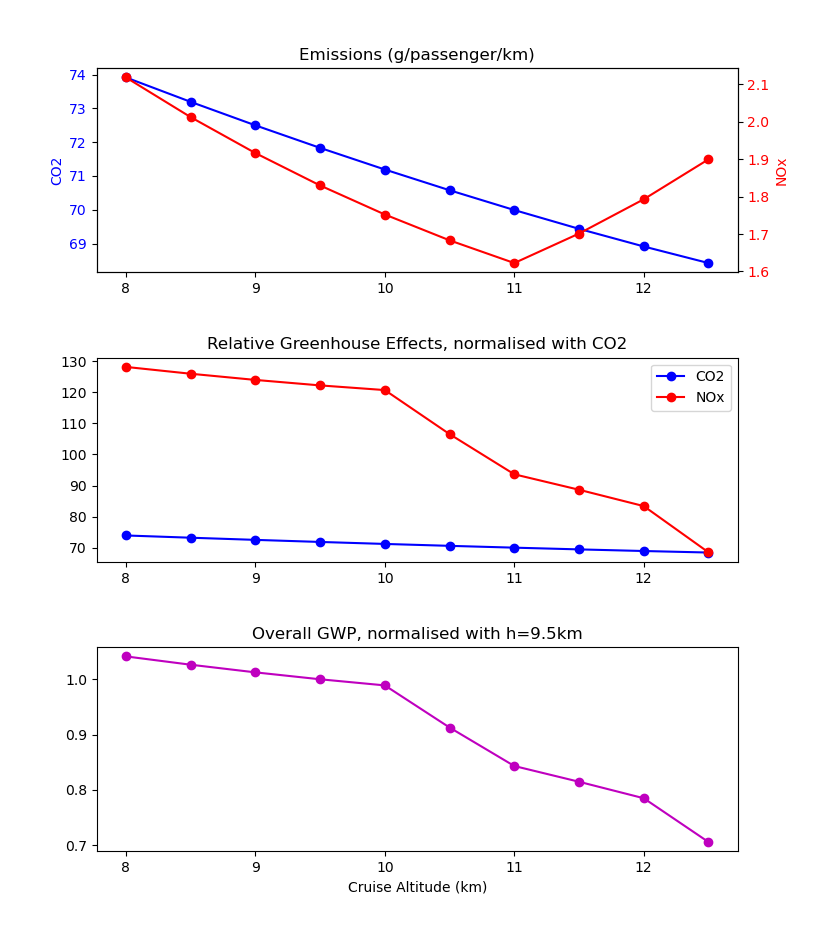 Emissions (g/passenger/km)
74
73
72
71
70
69
CO2
2.1
2.0
1.9
1.8
1.7
1.6
NOx
8 9 10 11 12
Relative Greenhouse Effects, normalised with CO2
130
120
110
100
90
80
70
CO2
NOx
8 9 10 11 12
Overall GWP, normalised with h=9.5km
1.0
0.9
0.8
0.7
8 9 10 11 12
Cruise Altitude (km)